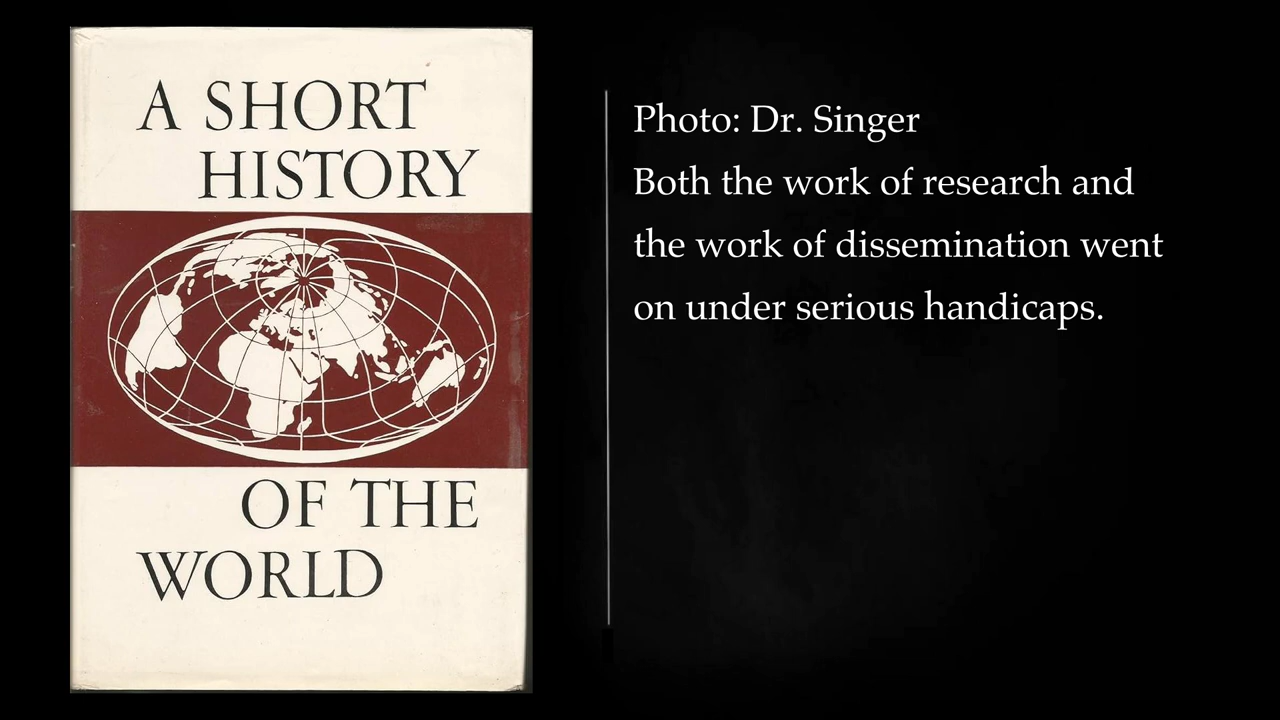 A SHORT
HISTORY
OF THE
WORLD
Photo: Dr. Singer
Both the work of research and
the work of dissemination went
on under serious handicaps.